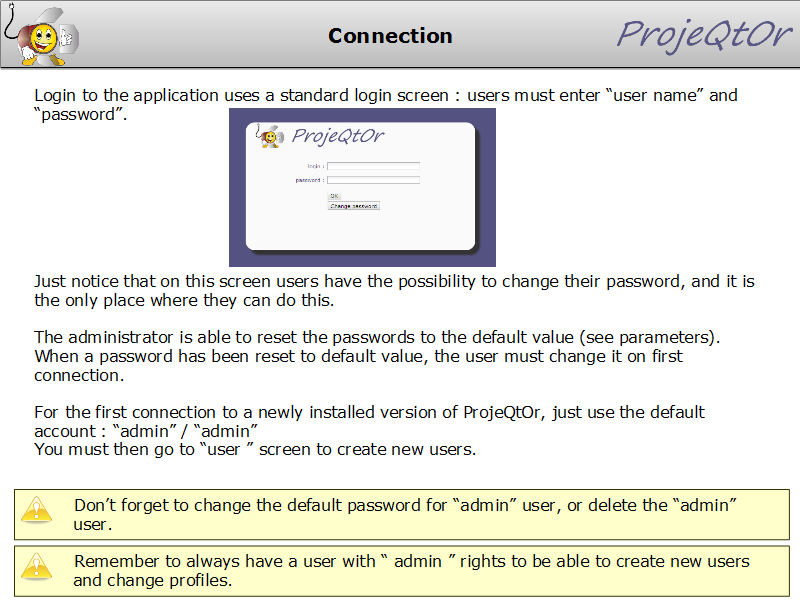 Connection
ProjeQtOr
Login to the application uses a standard login screen : users must enter “user name” and
“password”.
ProjeQtOr
login :
password :
OK
Change password
Just notice that on this screen users have the possibility to change their password, and it is
the only place where they can do this.
The administrator is able to reset the passwords to the default value (see parameters).
When a password has been reset to default value, the user must change it on first
connection.
For the first connection to a newly installed version of ProjeQtOr, just use the default
account : “admin” / “admin”
You must then go to “user ” screen to create new users.
Don’t forget to change the default password for “admin” user, or delete the “admin”
user.
Remember to always have a user with “ admin ” rights to be able to create new users
and change profiles.